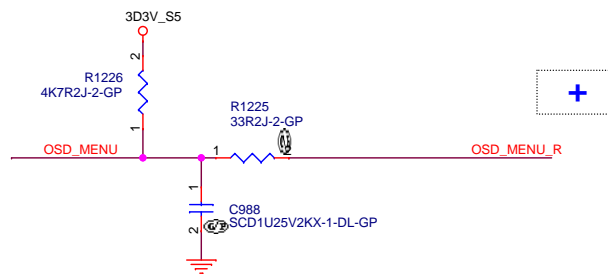 3D3V_S5
2
R1226
4K7R2J-2-GP
1
R1225
33R2J-2-GP
OSD_MENU
1
2
OSD_MENU_R
1
C988
SCD1U25V2KX-1-DL-GP
2
G/P